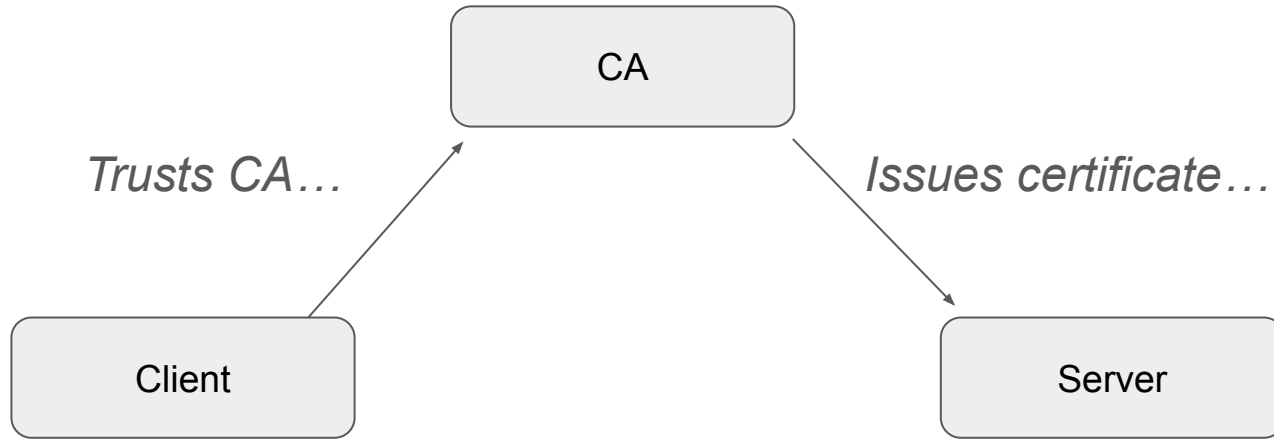 CA
Trusts CA…
Issues certificate…
Client
Server